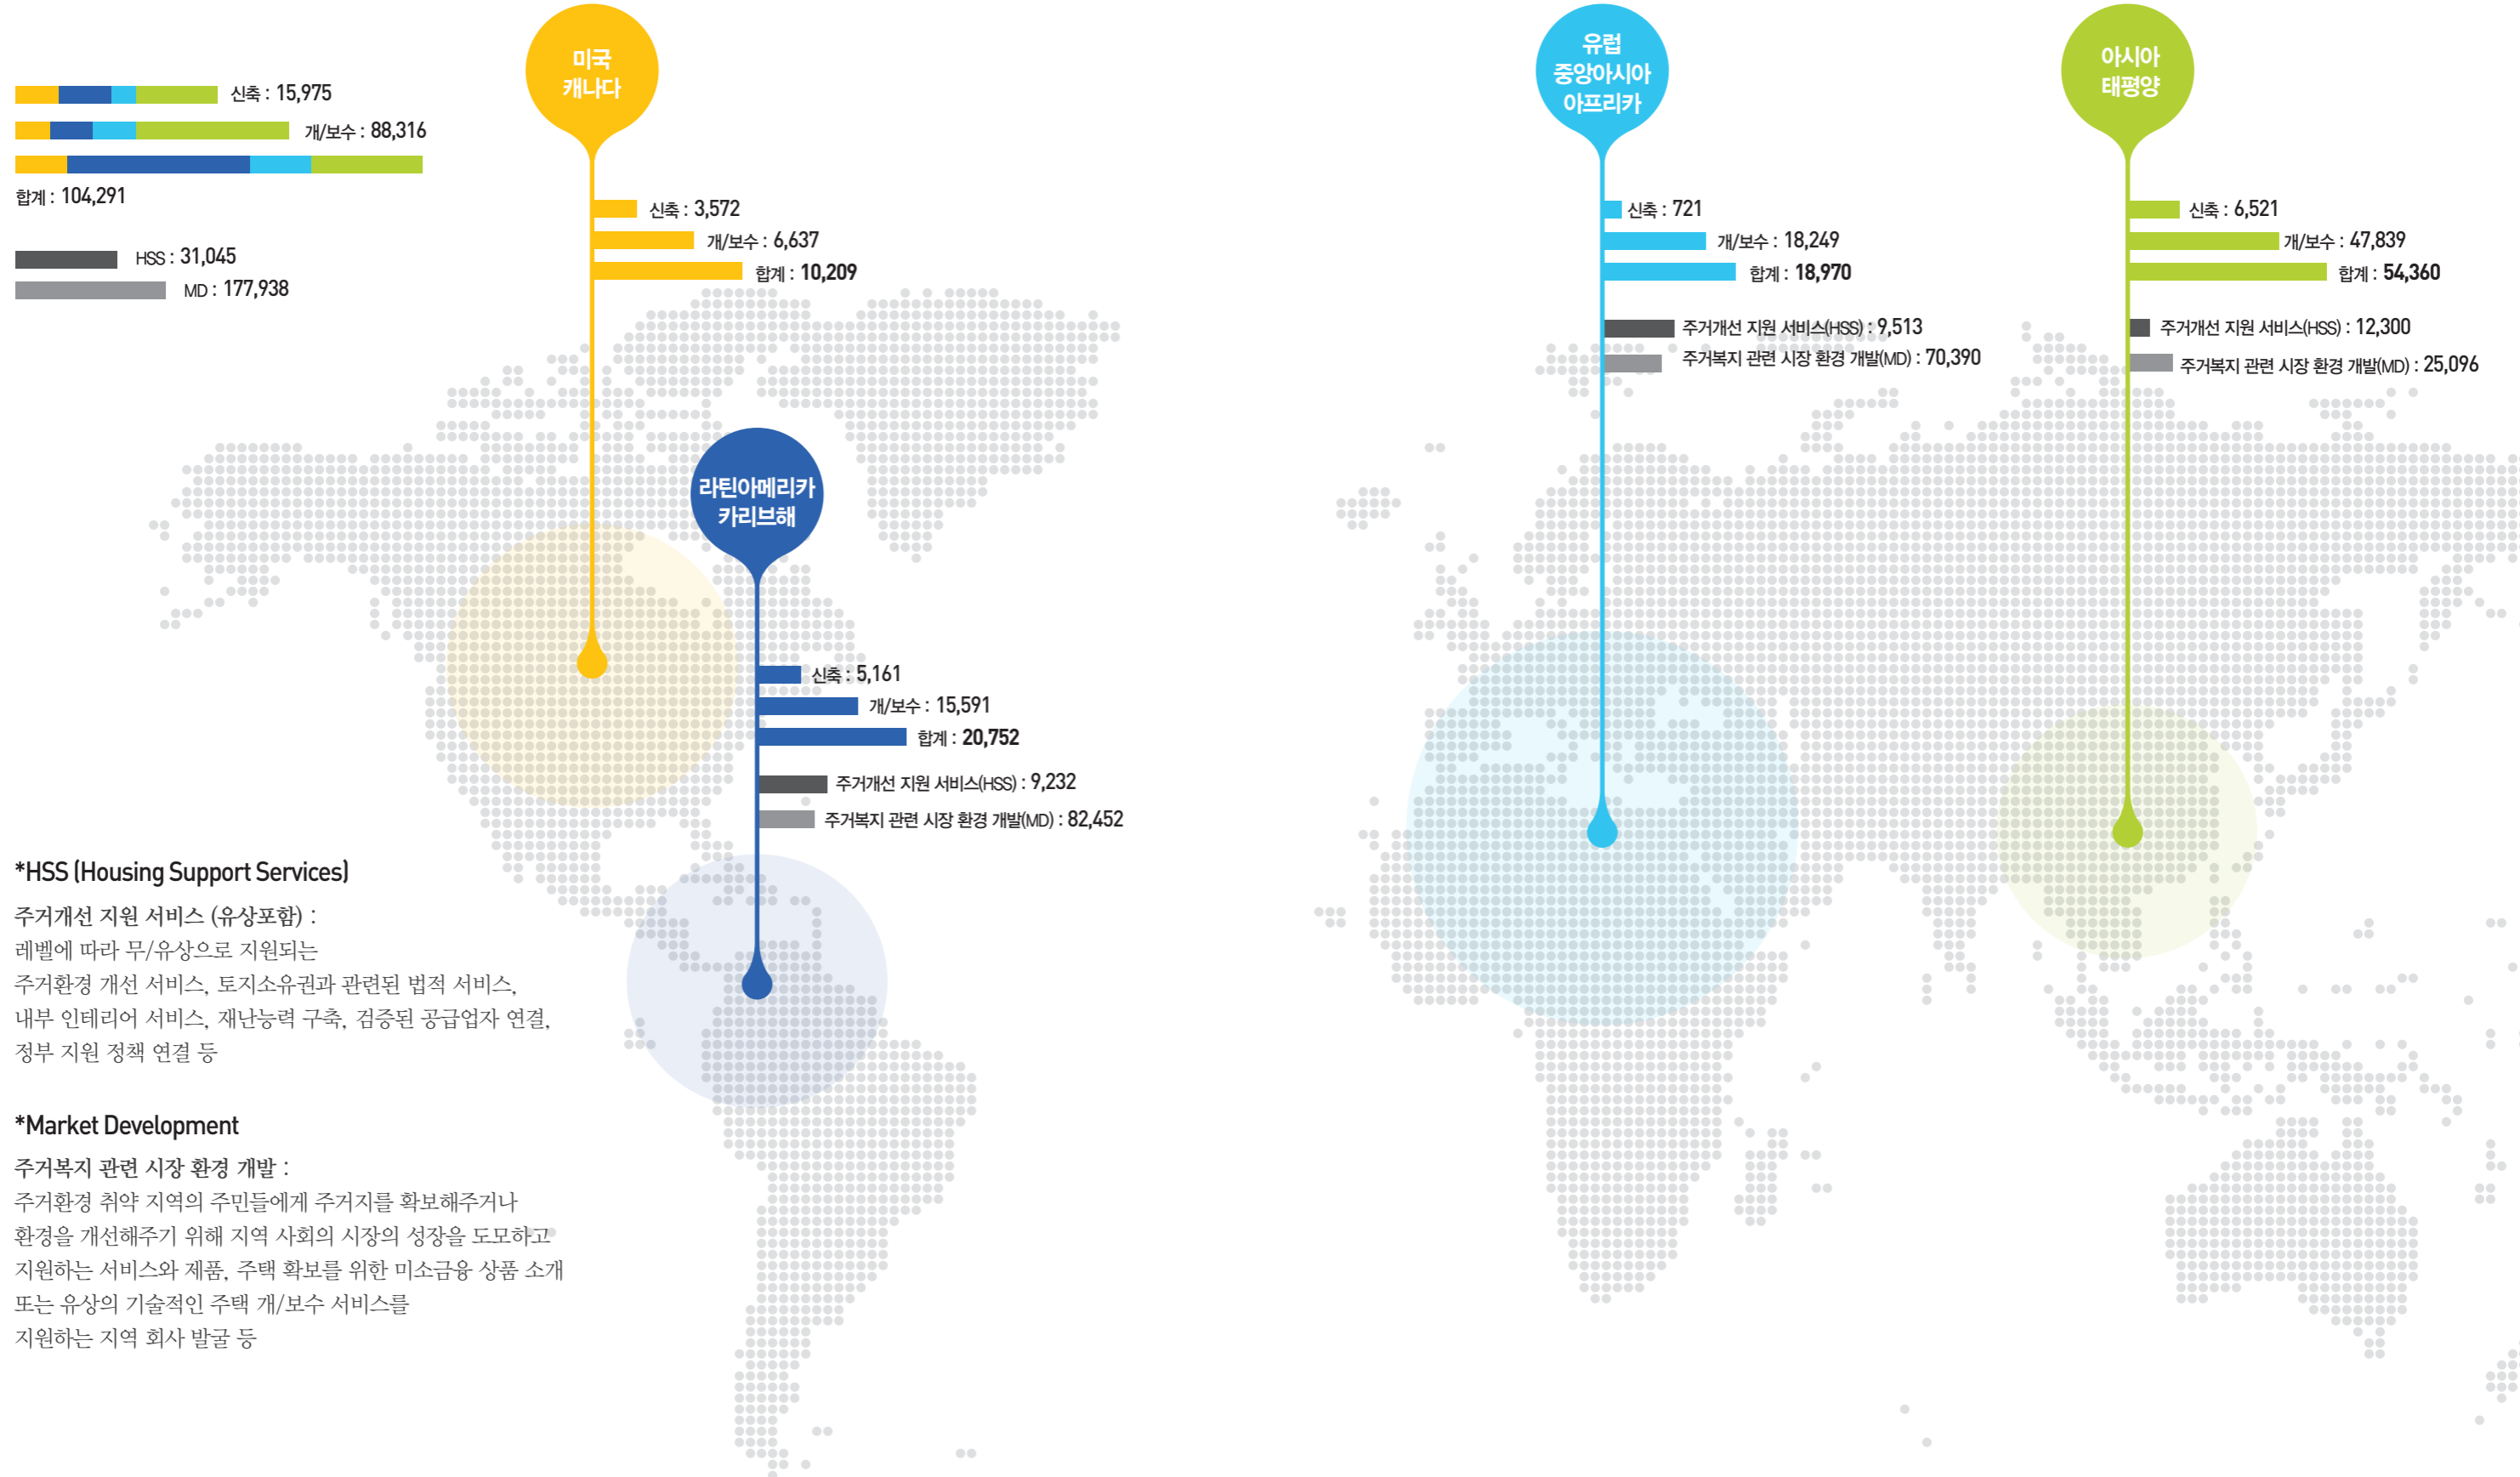 신축 : 15,975
개/보수 : 88,316
합계 : 104,291
HSS : 31,045
MD : 177,938
미국
캐나다
신축 : 3,572
개/보수 : 6,637
합계 : 10,209
라틴아메리카
카리브해
신축 : 5,161
개/보수 : 15,591
합계 : 20,752
주거개선 지원 서비스(HSS) : 9,232
주거복지 관련 시장 환경 개발(MD) : 82,452
유럽
중앙아시아
아프리카
신축 : 721
개/보수 : 18,249
합계 : 18,970
주거개선 지원 서비스(HSS) : 9,513
주거복지 관련 시장 환경 개발(MD) : 70,390
아시아
태평양
신축 : 6,521
개/보수 : 47,839
합계 : 54,360
주거개선 지원 서비스(HSS) : 12,300
주거복지 관련 시장 환경 개발(MD) : 25,096
*HSS (Housing Support Services)
주거개선 지원 서비스 (유상포함) :
레벨에 따라 무/유상으로 지원되는
주거환경 개선 서비스, 토지소유권과 관련된 법적 서비스,
내부 인테리어 서비스, 재난능력 구축, 검증된 공급업자 연결,
정부 지원 정책 연결 등
*Market Development
주거복지 관련 시장 환경 개발 :
주거환경 취약 지역의 주민들에게 주거지를 확보해주거나
환경을 개선해주기 위해 지역 사회의 시장의 성장을 도모하고
지원하는 서비스와 제품, 주택 확보를 위한 미소금융 상품 소개
또는 유상의 기술적인 주택 개/보수 서비스를
지원하는 지역 회사 발굴 등